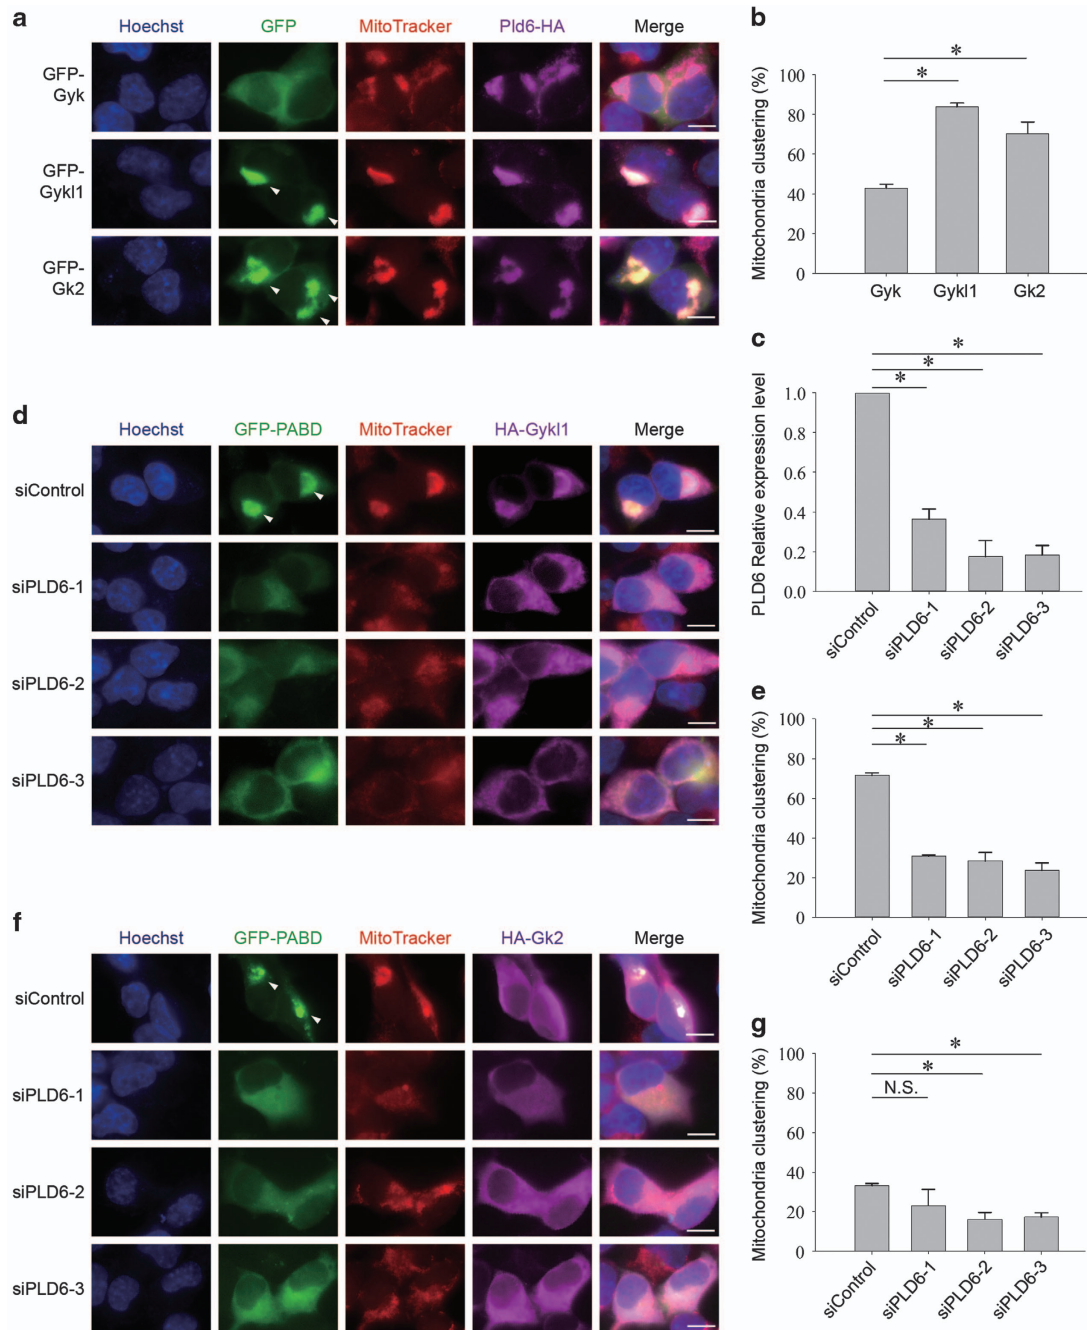 a
Hoechst GFP MitoTracker Pld6-HA Merge
GFP-
Gyk
GFP-
Gykl1
GFP-
Gk2
b
Mitochondria clustering (%)
* 
*
100
80
60
40
20
0
Gyk Gykl1 Gk2
c
PLD6 Relative expression level
*
*
*
1.0
0.8
0.6
0.4
0.2
0.0
siControl siPLD6-1 siPLD6-2 siPLD6-3
d
Hoechst GFP-PABD MitoTracker HA-Gykl1 Merge
siControl
siPLD6-1
siPLD6-2
siPLD6-3
e
Mitochondria clustering (%)
*
*
*
100
80
60
40
20
0
siControl siPLD6-1 siPLD6-2 siPLD6-3
f
Hoechst GFP-PABD MitoTracker HA-Gk2 Merge
siControl
siPLD6-1
siPLD6-2
siPLD6-3
g
Mitochondria clustering (%)
*
*
N.S.
100
80
60
40
20
0
siControl siPLD6-1 siPLD6-2 siPLD6-3